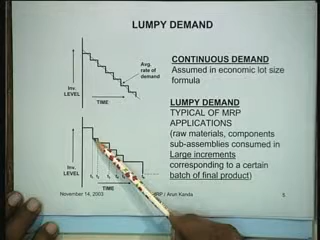 LUMPY DEMAND
Avg.
rate of
demand
Inv.
LEVEL
TIME
CONTINUOUS DEMAND
Assumed in economic lot size
formula
LUMPY DEMAND
TYPICAL OF MRP
APPLICATIONS
(raw materials, components
sub-assemblies consumed in
Large increments
corresponding to a certain
batch of final product)
Inv.
LEVEL
TIME
November 14, 2003
MRP / Arun Kanda